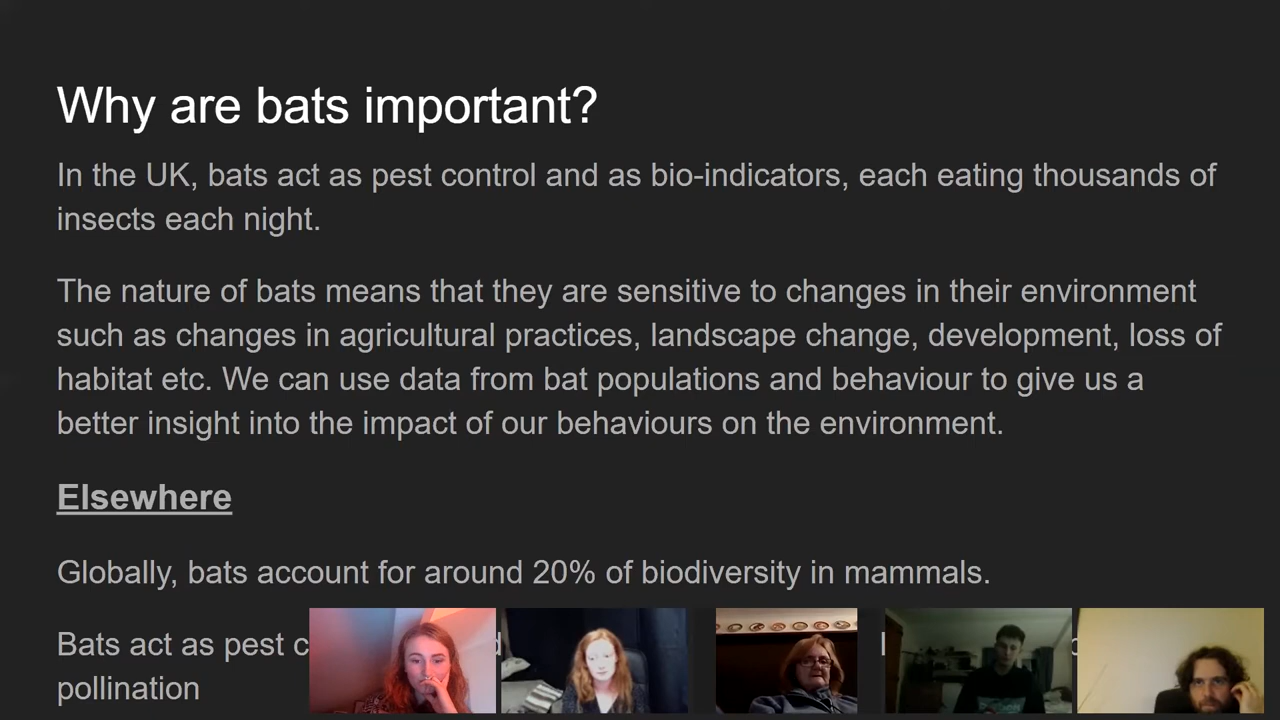 Why are bats important?
In the UK, bats act as pest control and as bio-indicators, each eating thousands of
insects each night.
The nature of bats means that they are sensitive to changes in their environment
such as changes in agricultural practices, landscape change, development, loss of
habitat etc. We can use data from bat populations and behaviour to give us a
better insight into the impact of our behaviours on the environment.
Elsewhere
Globally, bats account for around 20% of biodiversity in mammals.
Bats act as pest
pollination